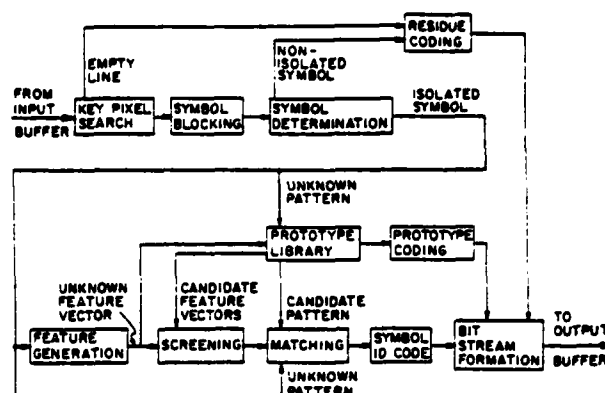 RESIDUE
CODING
EMPTY
LINE
NON-
ISOLATED
SYMBOL
FROM
INPUT
BUFFER
KEY PIXEL
SEARCH
SYMBOL
BLOCKING
SYMBOL
DETERMINATION
ISOLATED
SYMBOL
UNKNOWN
PATTERN
PROTOTYPE
LIBRARY
PROTOTYPE
CODING
UNKNOWN
FEATURE
VECTOR
CANDIDATE
FEATURE
VECTORS
CANDIDATE
PATTERN
FEATURE
GENERATION
SCREENING
MATCHING
SYMBOL
ID CODE
BIT
STREAM
FORMATION
TO
OUTPUT
BUFFER
UNKNOWN
PATTERN